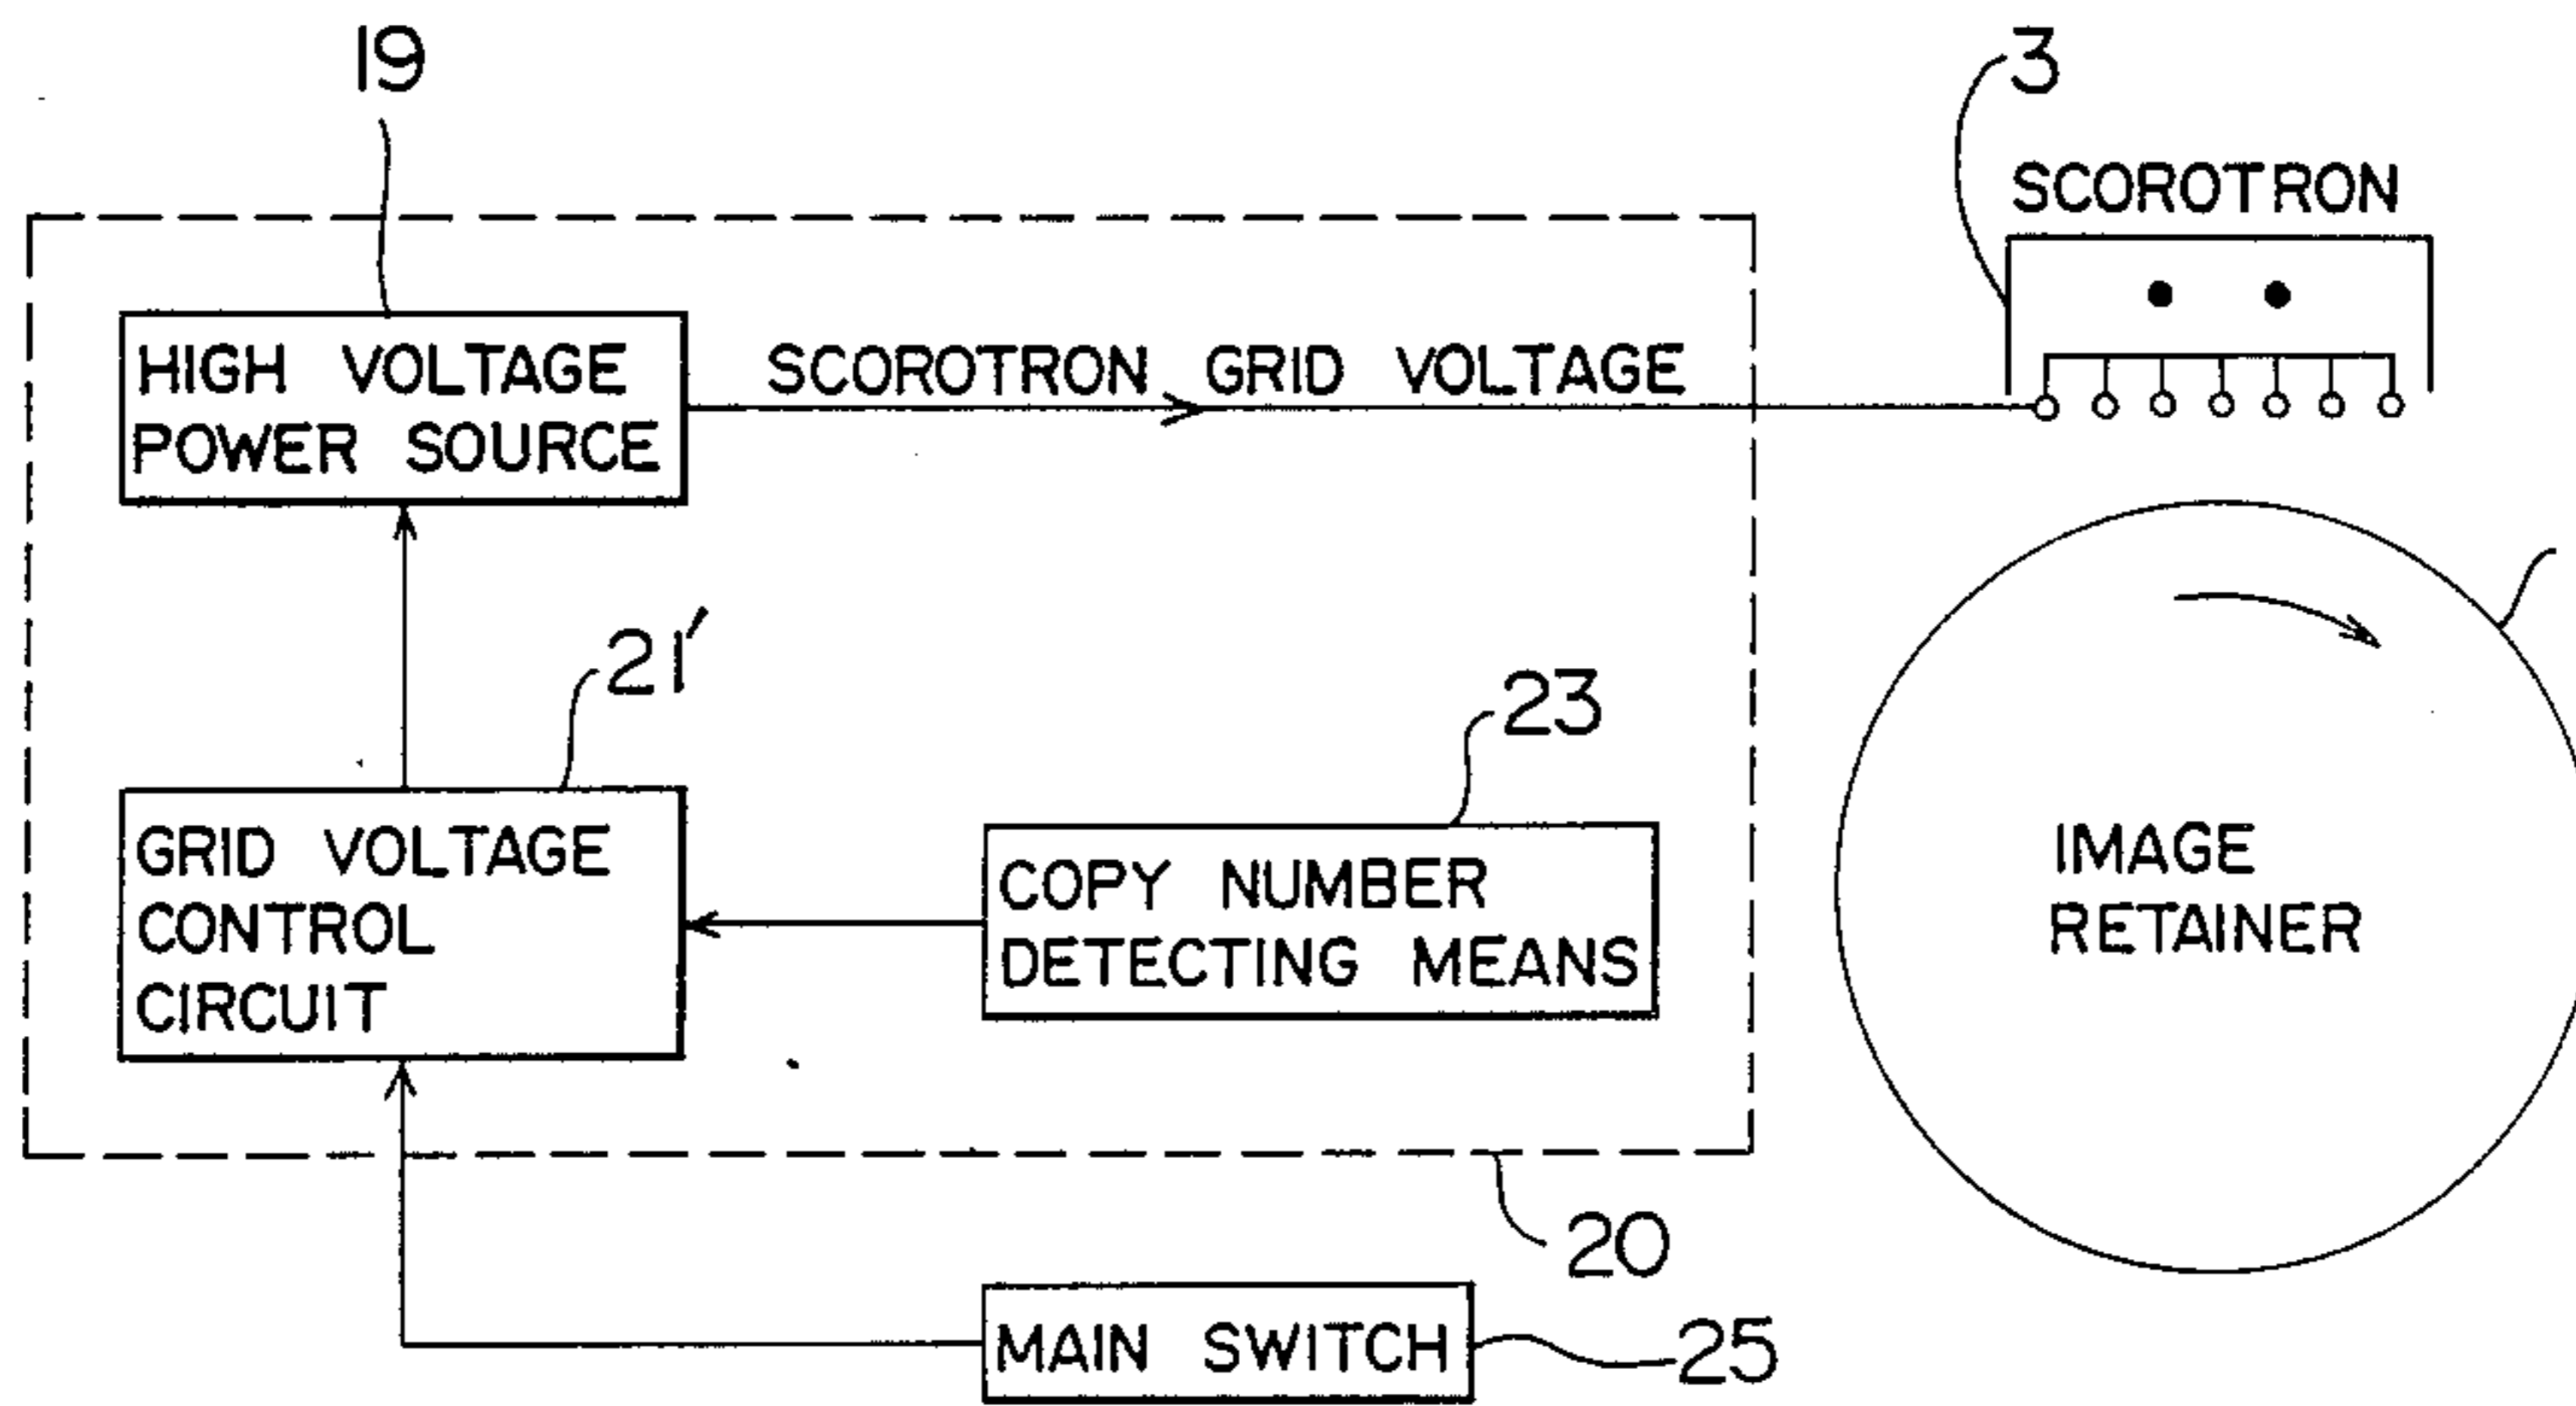 19
3
SCOROTRON
HIGH VOLTAGE
POWER SOURCE
SCOROTRON GRID VOLTAGE
21'
23
GRID VOLTAGE
CONTROL
CIRCUIT
COPY NUMBER
DETECTING MEANS
IMAGE
RETAINER
20
MAIN SWITCH
25